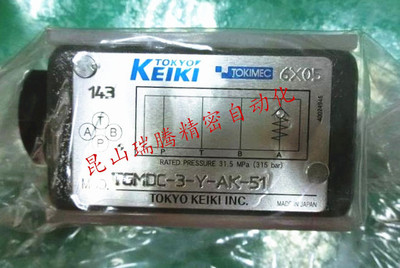 TOKYO
KEIKI
TOKIMEC
6X05
143
T
A P B
P T B A
RATED PRESSURE 31.5 MPa (315 bar)
MOD. TGMDC-3-Y-AK-51
TOKYO KEIKI INC.
MADE IN JAPAN
昆山瑞腾精密自动化